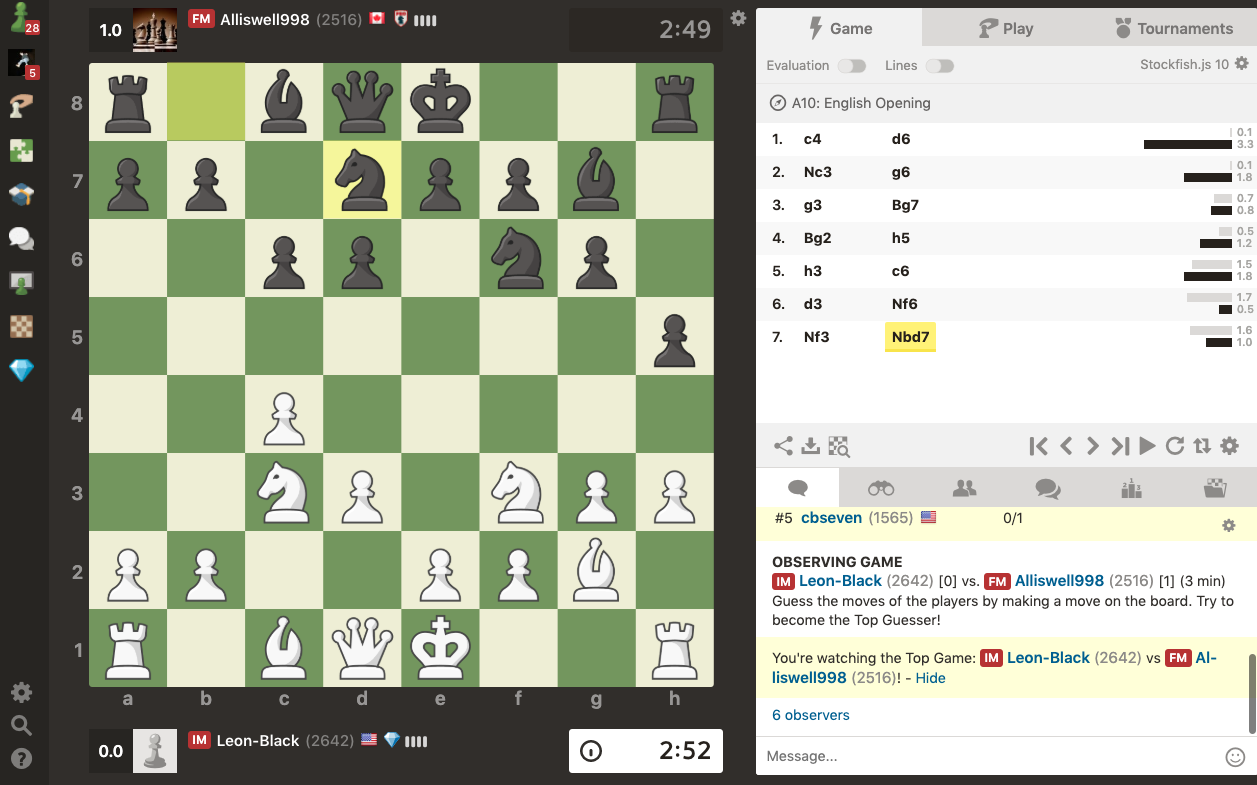 28
5
1.0
FM Alliswell998 (2516)
2:49
8
7
6
5
4
3
2
1
a b c d e f g h
0.0
IM Leon-Black (2642)
2:52
Game
Play
Tournaments
Evaluation
Lines
Stockfish.js 10
A10: English Opening
1. c4 d6 0.1
3.3
2. Nc3 g6 0.1
1.8
3. g3 Bg7 0.7
0.8
4. Bg2 h5 0.5
1.2
5. h3 c6 1.5
1.8
6. d3 Nf6 1.7
0.5
7. Nf3 Nbd7 1.6
1.0
#5 cbseven (1565) 0/1
OBSERVING GAME
IM Leon-Black (2642) [0] vs. FM Alliswell998 (2516) [1] (3 min)
Guess the moves of the players by making a move on the board. Try to
become the Top Guesser!
You're watching the Top Game: IM Leon-Black (2642) vs FM Al-
liswell998 (2516)! - Hide
6 observers
Message...